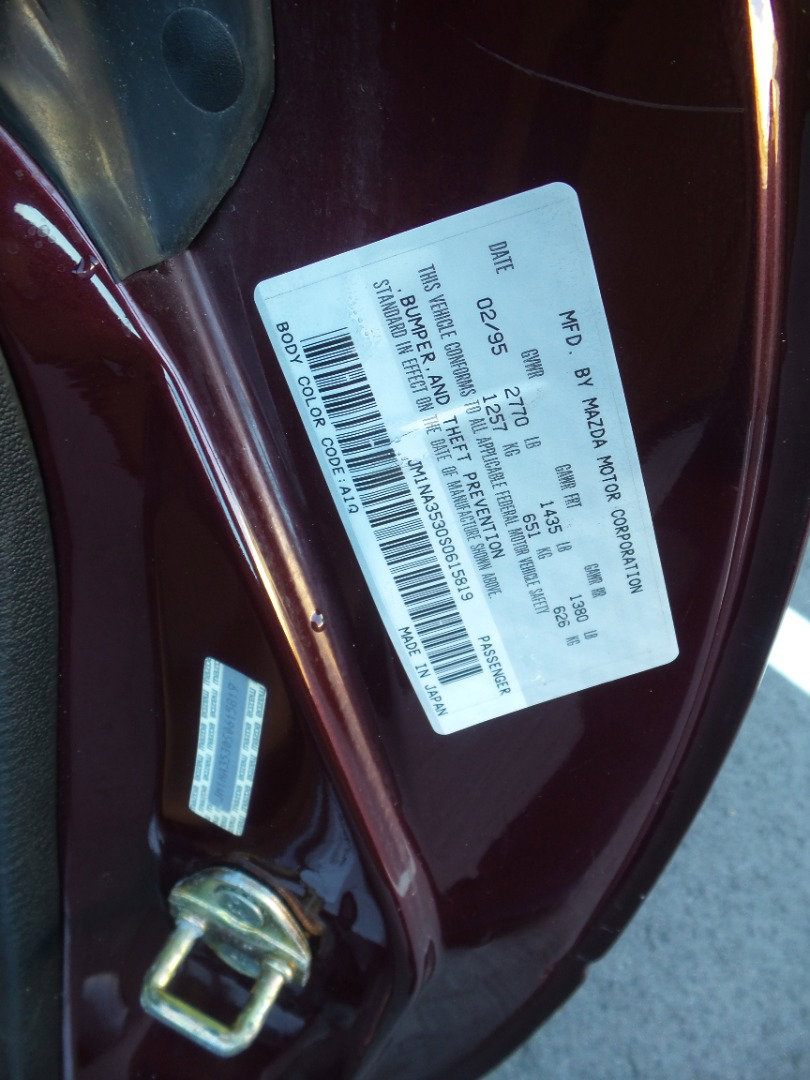 MFD. BY MAZDA MOTOR CORPORATION
DATE GVWR GAWR FRT GAWR RR
02/95 2770 LB 1435 LB 1380 LB
1257 KG 651 KG 626 KG
THIS VEHICLE CONFORMS TO ALL APPLICABLE FEDERAL MOTOR VEHICLE SAFETY
, BUMPER, AND THEFT PREVENTION
STANDARD IN EFFECT ON THE DATE OF MANUFACTURE SHOWN ABOVE.
JM1NA3530S0615819 PASSENGER
BODY COLOR CODE:A1Q MADE IN JAPAN